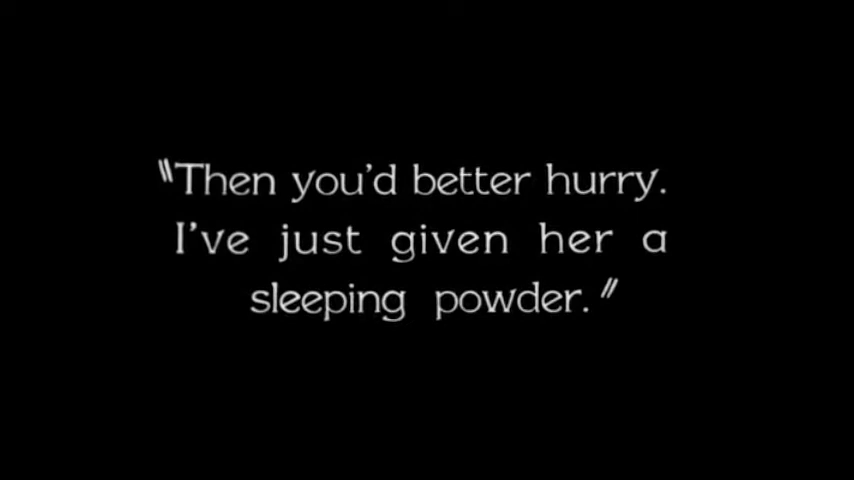 "Then you'd better hurry.
I've just given her a
sleeping powder."